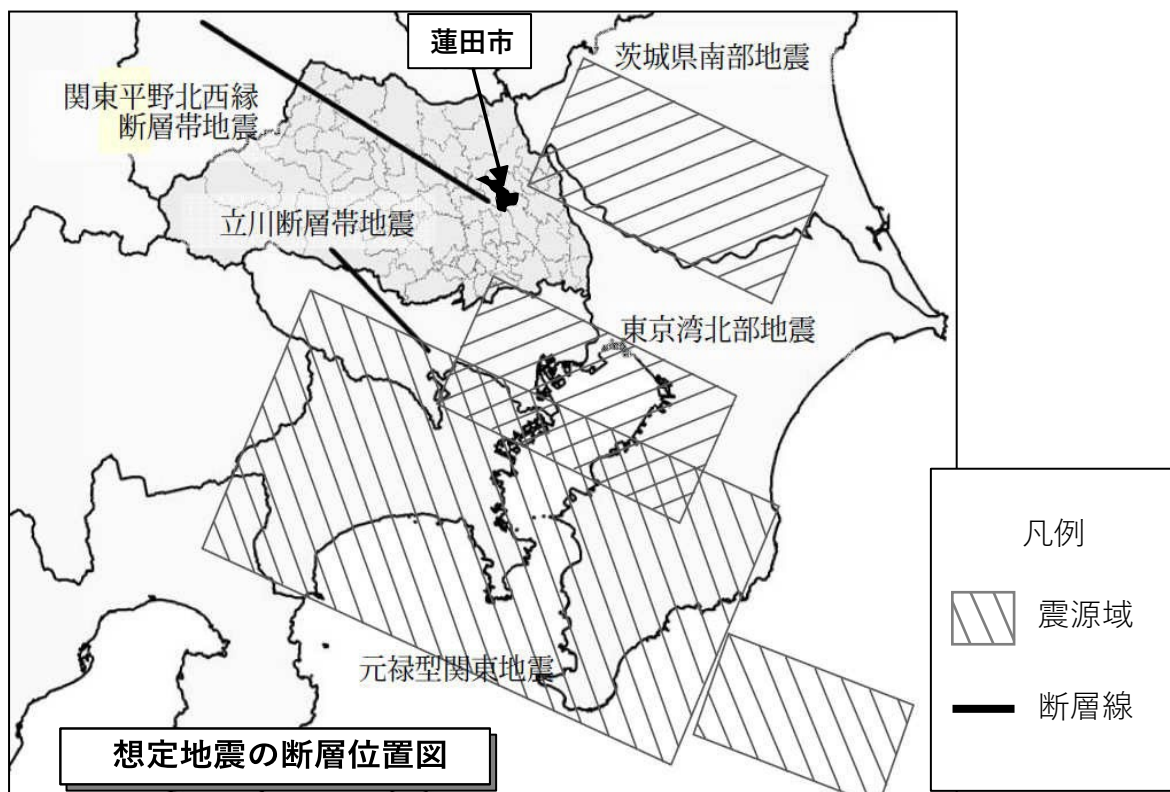 蓮田市
茨城県南部地震
関東平野北西縁
断層帯地震
立川断層帯地震
東京湾北部地震
元禄型関東地震
凡例
震源域
断層線
想定地震の断層位置図